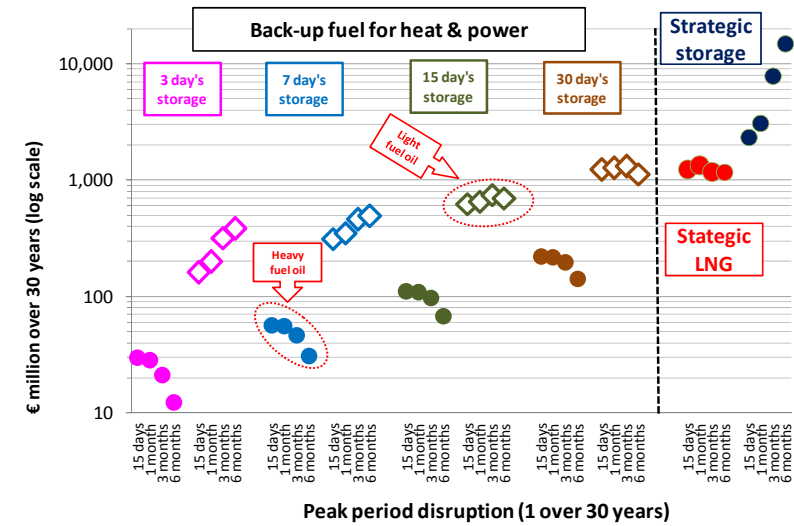 Back-up fuel for heat & power
Strategic
storage
10,000
3 day's
storage
7 day's
storage
15 day's
storage
30 day's
storage
Light
fuel oil
1,000
Heavy
fuel oil
Stategic
LNG
100
10
€ million over 30 years (log scale)
15 days
1 month
3 months
6 months
15 days
1 month
3 months
6 months
15 days
1 month
3 months
6 months
15 days
1 month
3 months
6 months
15 days
1 month
3 months
6 months
15 days
1 month
3 months
6 months
15 days
1 month
3 months
6 months
15 days
1 month
3 months
6 months
15 days
1 month
3 months
6 months
15 days
1 month
3 months
6 months
Peak period disruption (1 over 30 years)